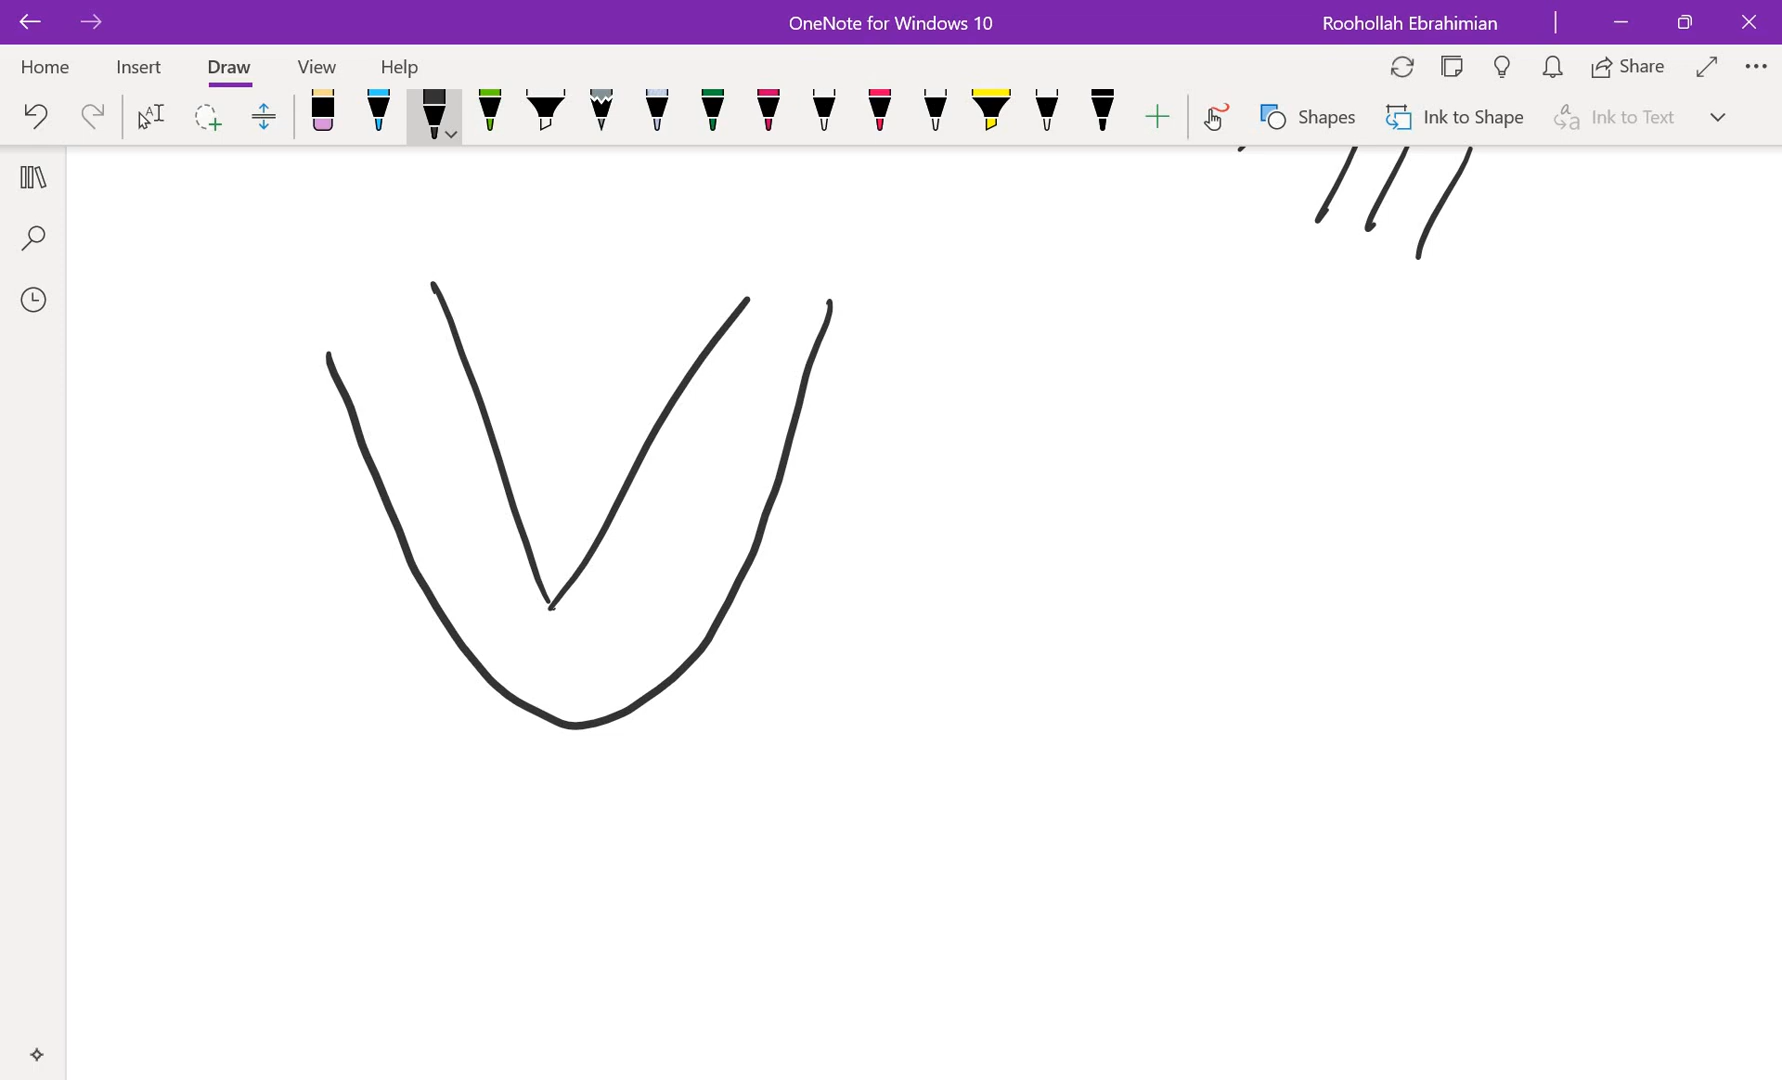 OneNote for Windows 10
Roohollah Ebrahimian
Home Insert Draw View Help
Share
Shapes Ink to Shape Ink to Text